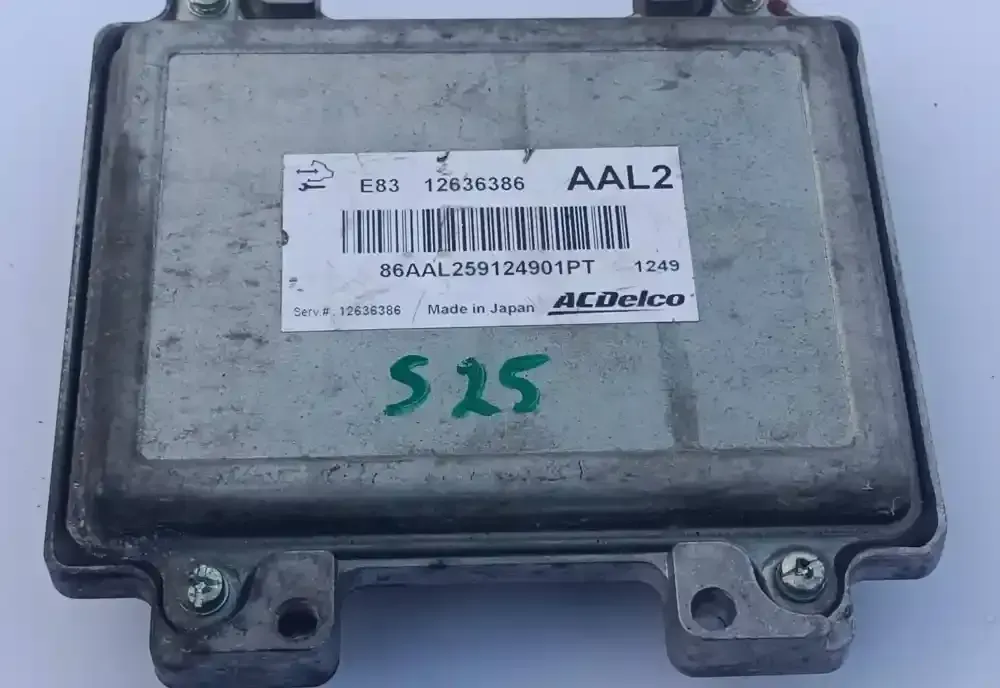 E83 12636386 AAL2
86AAL259124901PT 1249
Serv.# 12636386 Made in Japan ACDelco
S25